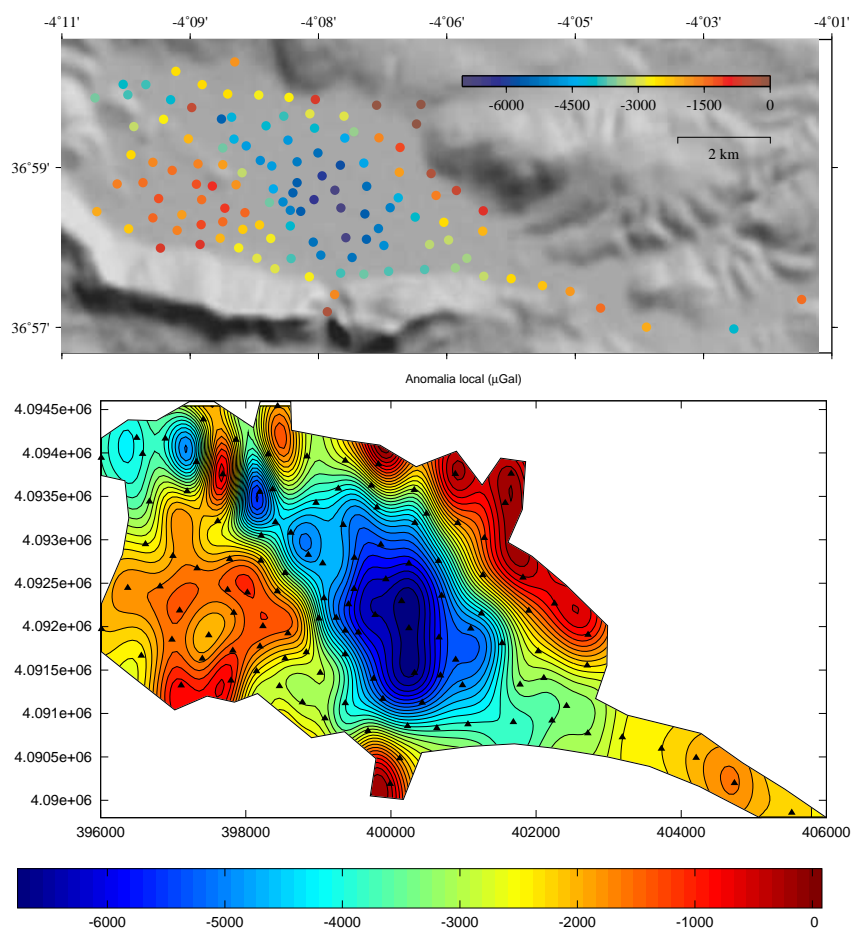 -4°11' -4°09' -4°08' -4°06' -4°05' -4°03' -4°01'
-6000 -4500 -3000 -1500 0
2 km
36°59'
36°57'
Anomalia local (µGal)
4.0945e+06
4.094e+06
4.0935e+06
4.093e+06
4.0925e+06
4.092e+06
4.0915e+06
4.091e+06
4.0905e+06
4.09e+06
396000 398000 400000 402000 404000 406000
-6000 -5000 -4000 -3000 -2000 -1000 0